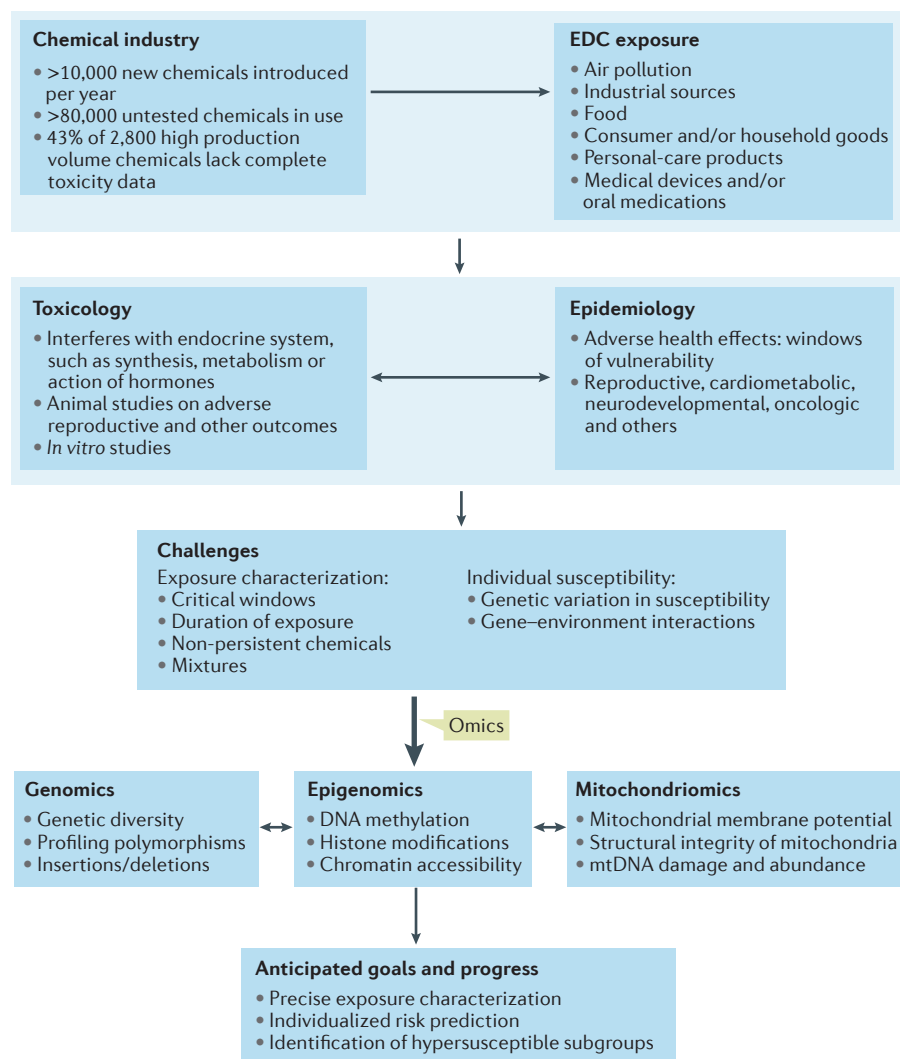 Chemical industry
• >10,000 new chemicals introduced
per year
• >80,000 untested chemicals in use
• 43% of 2,800 high production
volume chemicals lack complete
toxicity data
EDC exposure
• Air pollution
• Industrial sources
• Food
• Consumer and/or household goods
• Personal-care products
• Medical devices and/or
oral medications
Toxicology
• Interferes with endocrine system,
such as synthesis, metabolism or
action of hormones
• Animal studies on adverse
reproductive and other outcomes
• In vitro studies
Epidemiology
• Adverse health effects: windows
of vulnerability
• Reproductive, cardiometabolic,
neurodevelopmental, oncologic
and others
Challenges
Exposure characterization:
• Critical windows
• Duration of exposure
• Non-persistent chemicals
• Mixtures
Individual susceptibility:
• Genetic variation in susceptibility
• Gene–environment interactions
Omics
Genomics
• Genetic diversity
• Profiling polymorphisms
• Insertions/deletions
Epigenomics
• DNA methylation
• Histone modifications
• Chromatin accessibility
Mitochondriomics
• Mitochondrial membrane potential
• Structural integrity of mitochondria
• mtDNA damage and abundance
Anticipated goals and progress
• Precise exposure characterization
• Individualized risk prediction
• Identification of hypersusceptible subgroups